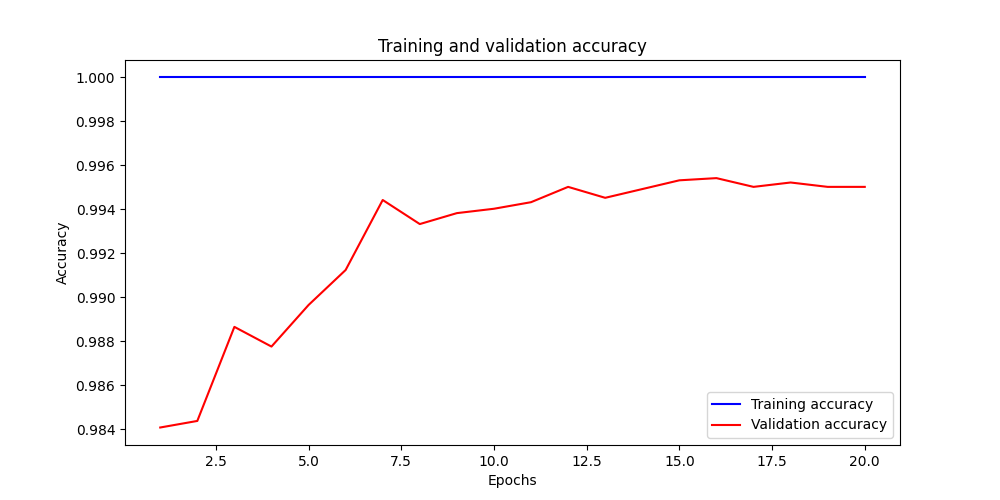 Training and validation accuracy
1.000
0.998
0.996
0.994
0.992
0.990
0.988
0.986
0.984
Accuracy
Training accuracy
Validation accuracy
2.5 5.0 7.5 10.0 12.5 15.0 17.5 20.0
Epochs